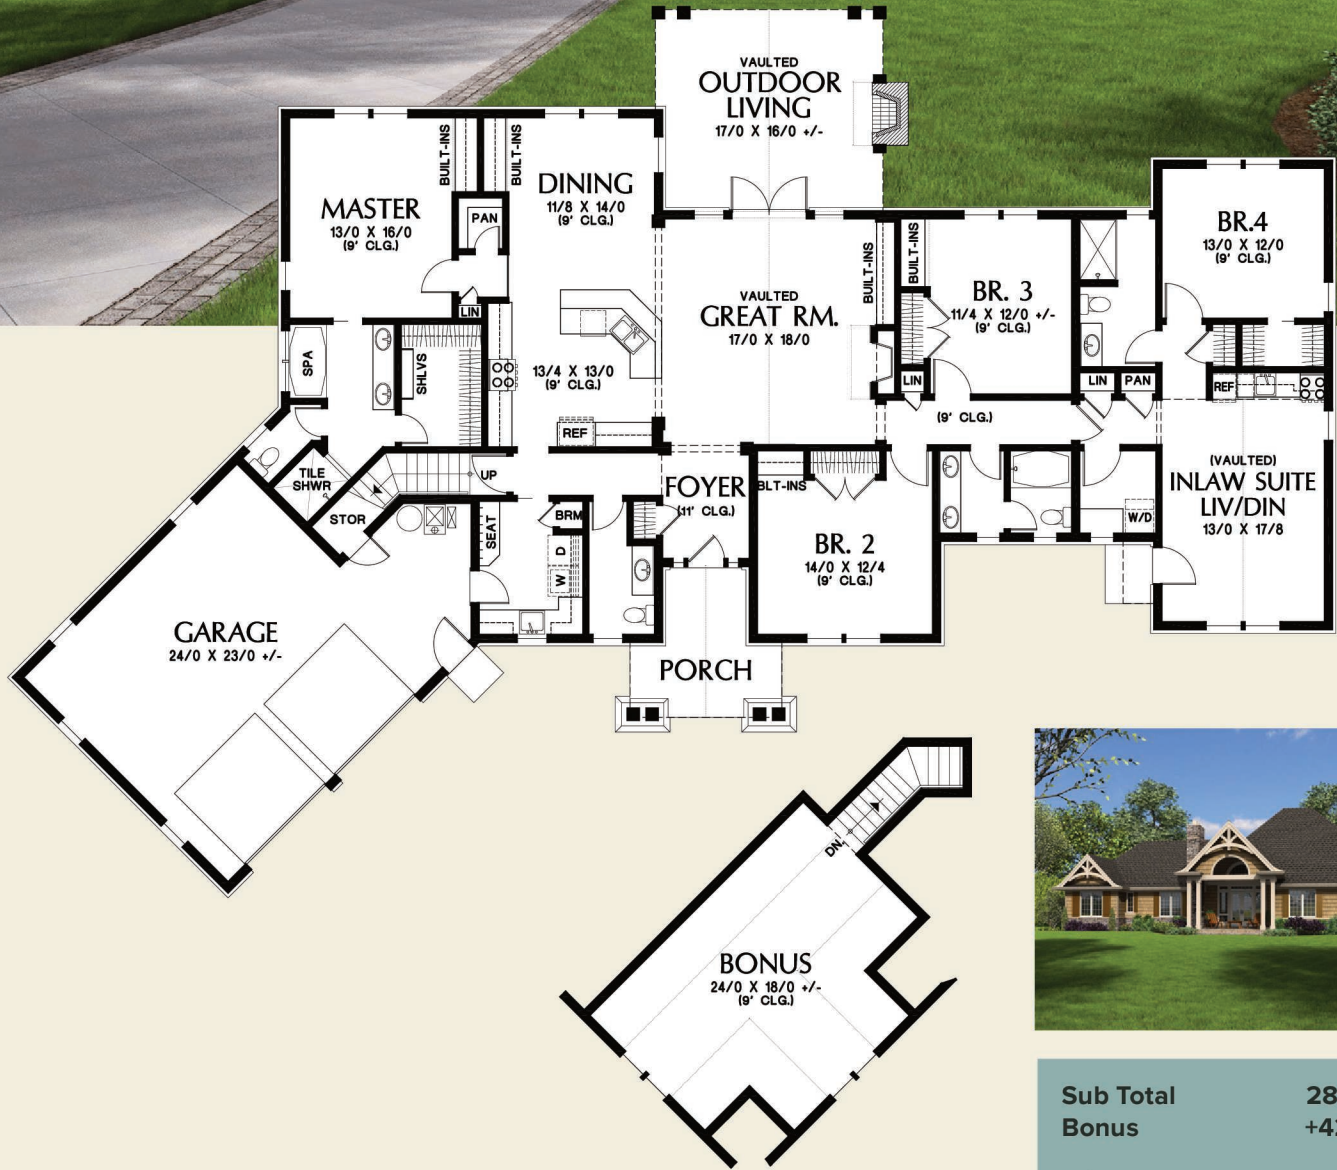 VAULTED
OUTDOOR
LIVING
17/0 X 16/0 +/-
MASTER
13/0 X 16/0
(9' CLG.)
BUILT-INS
BUILT-INS
DINING
11/8 X 14/0
(9' CLG.)
PAN
LIN
SPA
SHLVS
13/4 X 13/0
(9' CLG.)
REF
VAULTED
GREAT RM.
17/0 X 18/0
BUILT-INS
BUILT-INS
BR. 3
11/4 X 12/0 +/-
(9' CLG.)
LIN
(9' CLG.)
BR.4
13/0 X 12/0
(9' CLG.)
LIN
PAN
REF
(VAULTED)
INLAW SUITE
LIV/DIN
13/0 X 17/8
W/D
TILE
SHWR
UP
STOR
SEAT
BRM
D
W
FOYER
(11' CLG.)
BLT-INS
BR. 2
14/0 X 12/4
(9' CLG.)
GARAGE
24/0 X 23/0 +/-
PORCH
DN.
BONUS
24/0 X 18/0 +/-
(9' CLG.)
Sub Total 28
Bonus